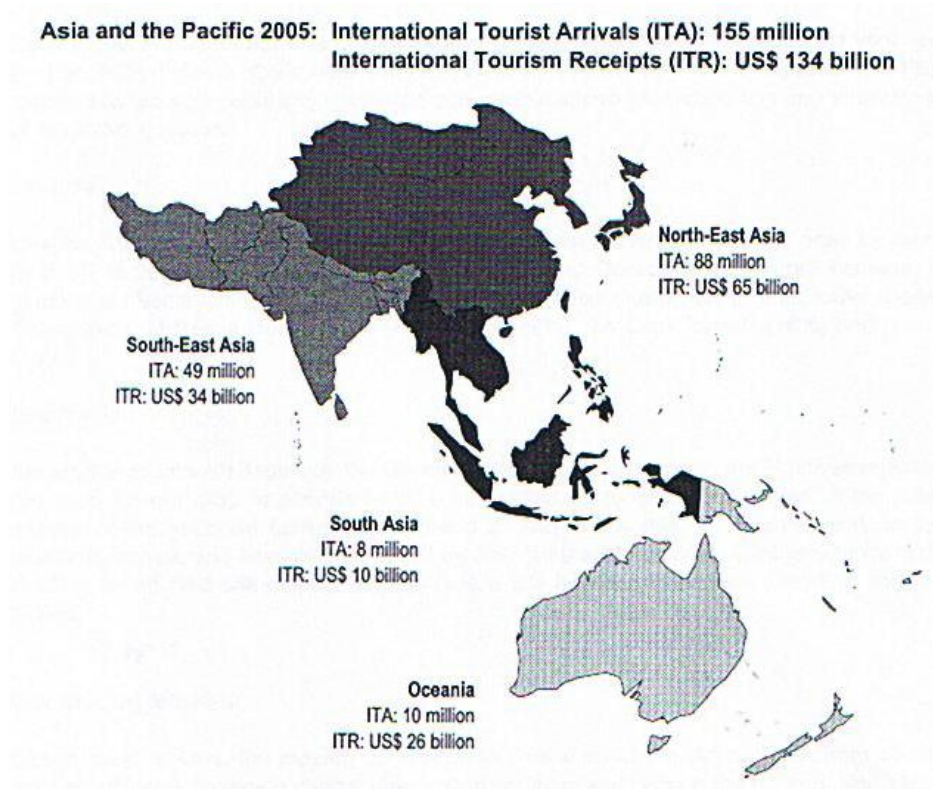 Asia and the Pacific 2005: International Tourist Arrivals (ITA): 155 million
International Tourism Receipts (ITR): US$ 134 billion
North-East Asia
ITA: 88 million
ITR: US$ 65 billion
South-East Asia
ITA: 49 million
ITR: US$ 34 billion
South Asia
ITA: 8 million
ITR: US$ 10 billion
Oceania
ITA: 10 million
ITR: US$ 26 billion